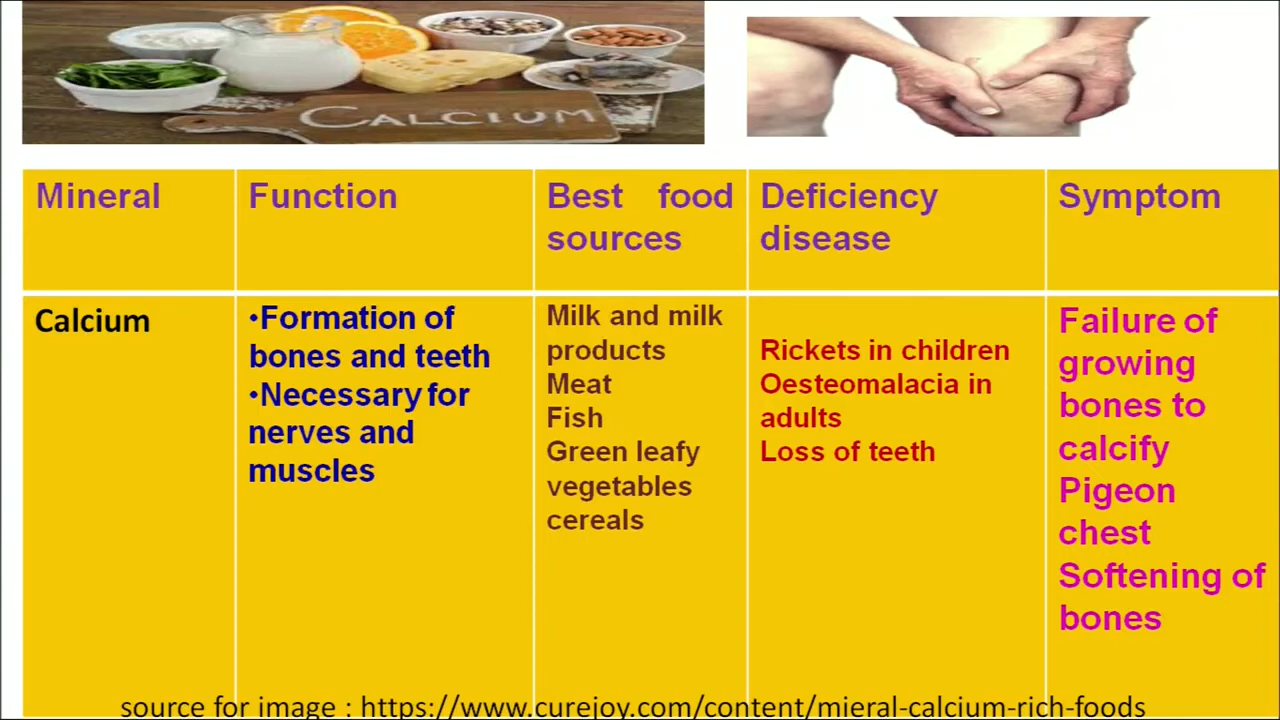 CALCIUM
Mineral
Function
Best food
sources
Deficiency
disease
Symptom
Calcium
•Formation of
bones and teeth
•Necessary for
nerves and
muscles
Milk and milk
products
Meat
Fish
Green leafy
vegetables
cereals
Rickets in children
Oesteomalacia in
adults
Loss of teeth
Failure of
growing
bones to
calcify
Pigeon
chest
Softening of
bones
source for image : https://www.curejoy.com/content/mieral-calcium-rich-foods